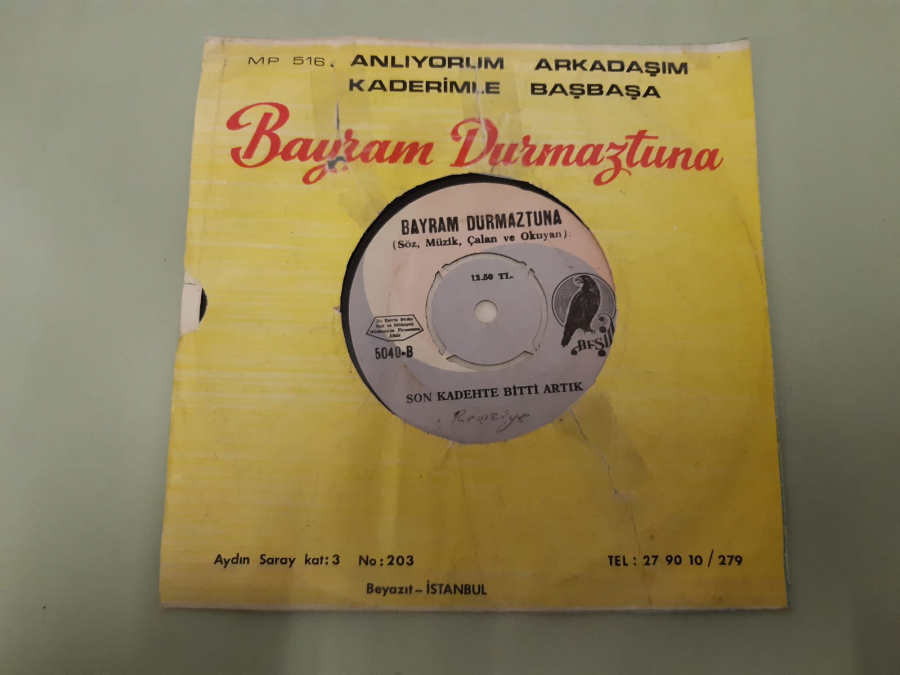 MP 516. ANLIYORUM ARKADAŞIM
KADERİMLE BAŞBAŞA
Bayram Durmaztuna
BAYRAM DURMAZTUNA
(Söz, Müzik, Çalan ve Okuyan)
12.50 TL.
5040-B
SON KADEHTE BİTTİ ARTIK
Remziye
Aydın Saray kat:3 No:203
TEL: 27 90 10/279
Beyazıt - İSTANBUL